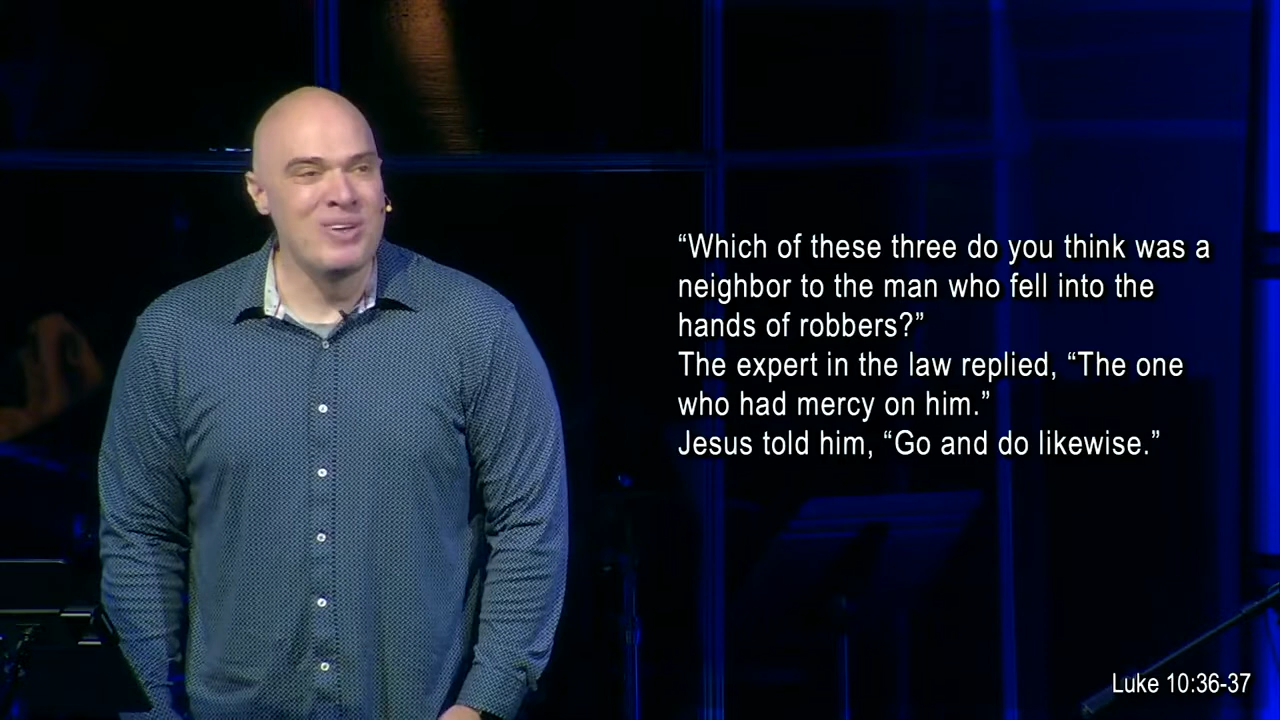 “Which of these three do you think was a
neighbor to the man who fell into the
hands of robbers?”
The expert in the law replied, “The one
who had mercy on him.”
Jesus told him, “Go and do likewise.”
Luke 10:36-37